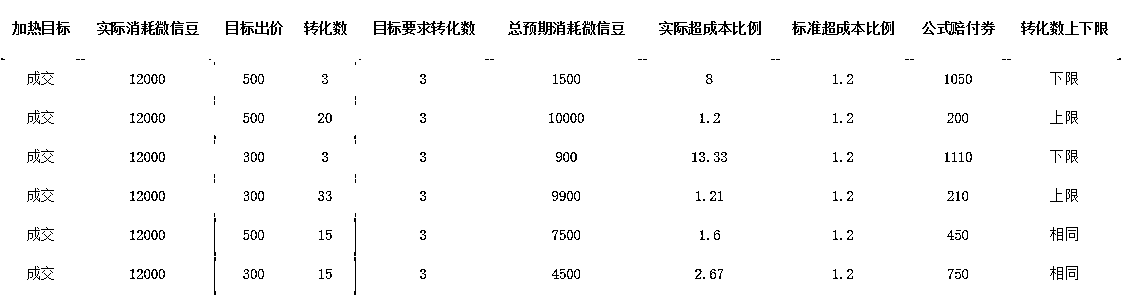 加热目标 实际消耗微信豆 目标出价 转化数 目标要求转化数 总预期消耗微信豆 实际超成本比例 标准超成本比例 公式赔付券 转化数上下限
成交 12000 500 3 3 1500 8 1.2 1050 下限
成交 12000 500 20 3 10000 1.2 1.2 200 上限
成交 12000 300 3 3 900 13.33 1.2 1110 下限
成交 12000 300 33 3 9900 1.21 1.2 210 上限
成交 12000 500 15 3 7500 1.6 1.2 450 相同
成交 12000 300 15 3 4500 2.67 1.2 750 相同